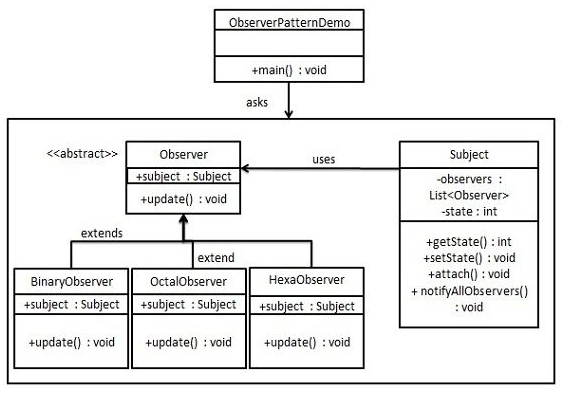 ObserverPatternDemo
+main() : void
asks
<<abstract>>
Observer
+subject : Subject
+update() : void
uses
Subject
-observers :
List<Observer>
-state : int
+getState() : int
+setState() : void
+attach() : void
+ notifyAllObservers()
: void
extends
extend
BinaryObserver
+subject : Subject
+update() : void
OctalObserver
+subject : Subject
+update() : void
HexaObserver
+subject : Subject
+update() : void